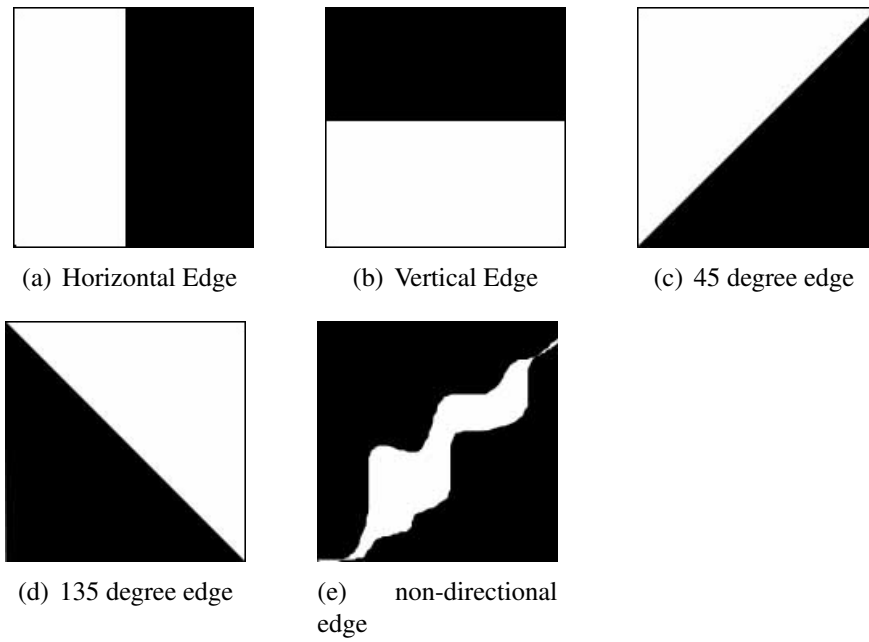 (a) Horizontal Edge
(b) Vertical Edge
(c) 45 degree edge
(d) 135 degree edge
(e) non-directional
edge